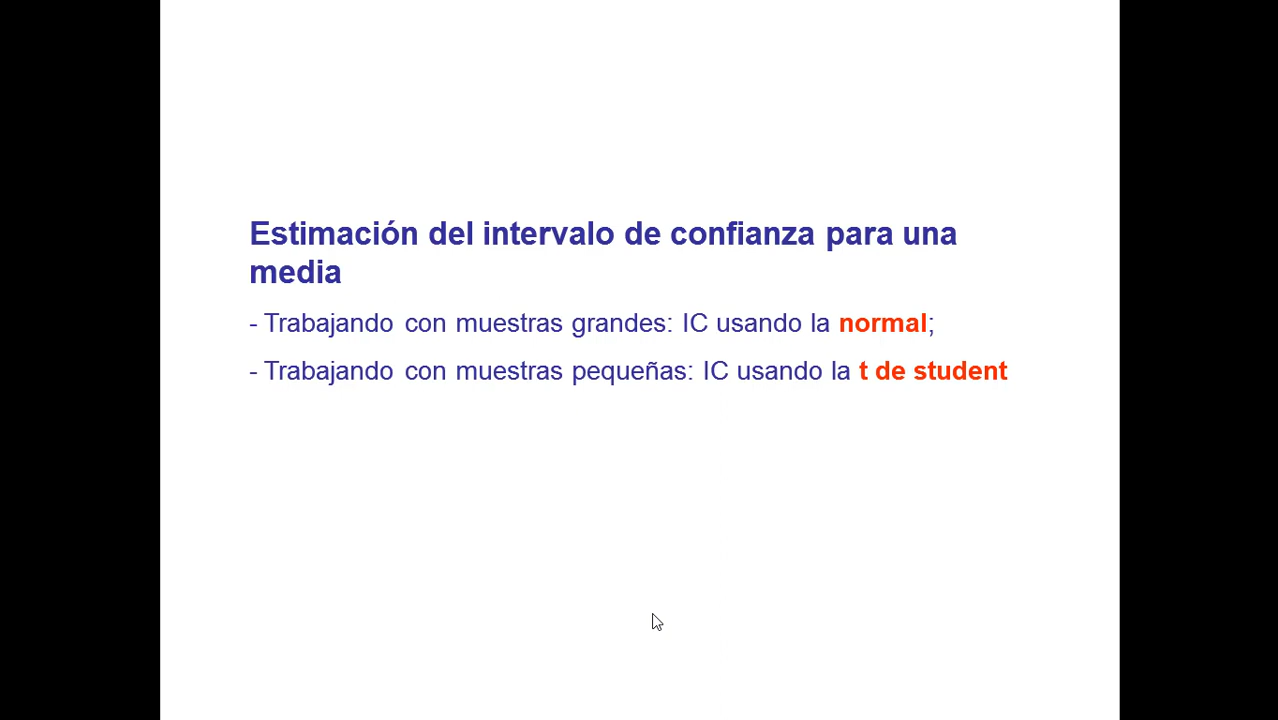 Estimación del intervalo de confianza para una
media
- Trabajando con muestras grandes: IC usando la normal;
- Trabajando con muestras pequeñas: IC usando la t de student